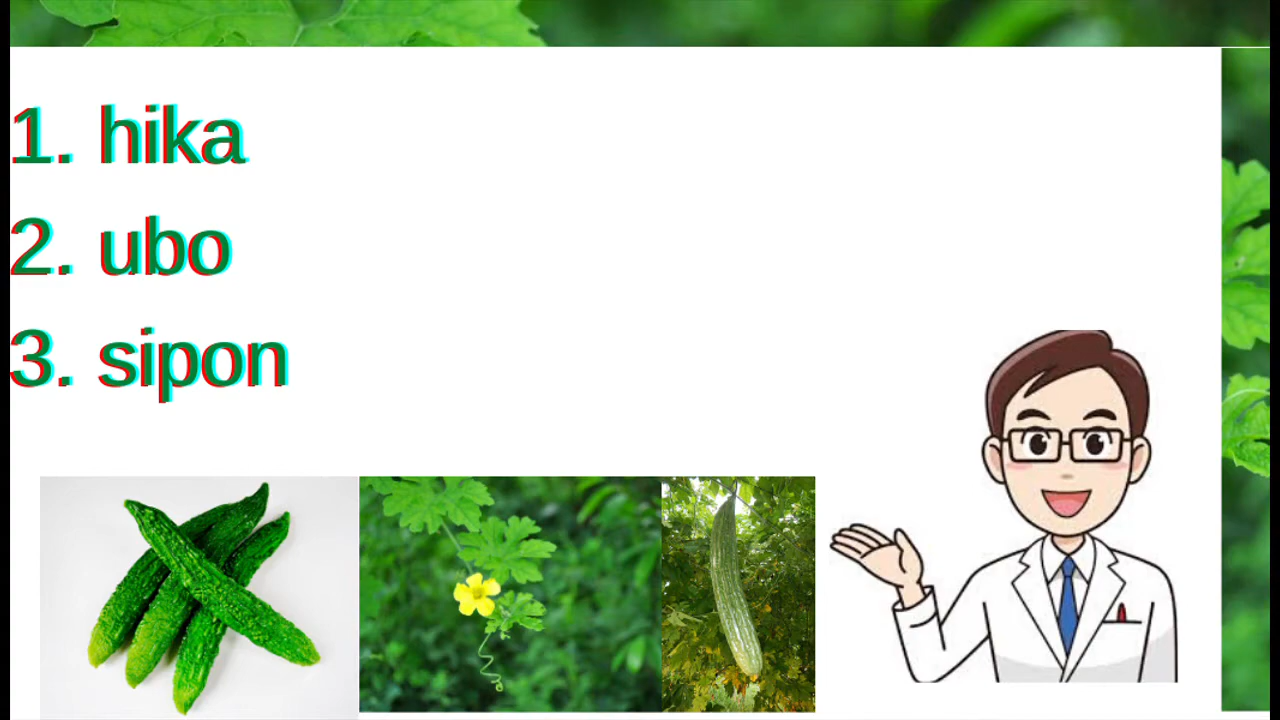 1. hika
2. ubo
3. sipon